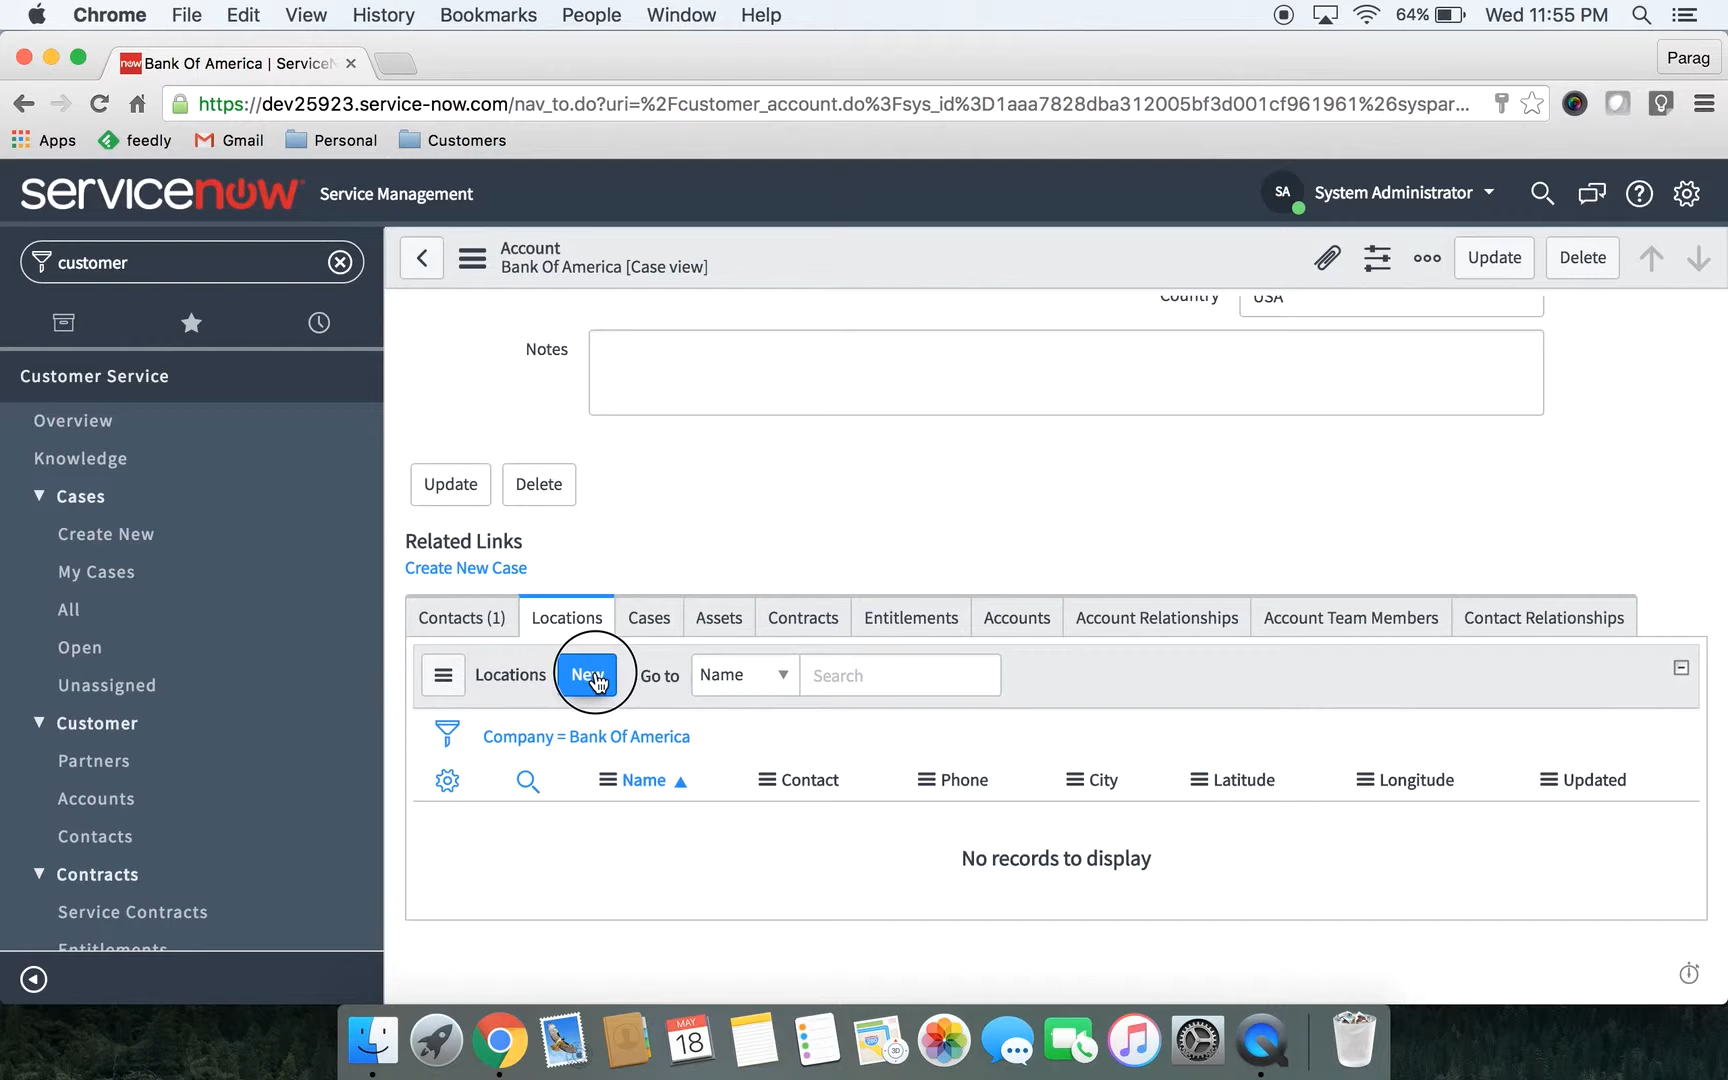 Chrome File Edit View History Bookmarks People Window Help 64% Wed 11:55 PM
now Bank Of America | Service Parag
https://dev25923.service-now.com/nav_to.do?uri=%2Fcustomer_account.do%3Fsys_id%3D1aaa7828dba312005bf3d001cf961961%26syspar...
Apps feedly Gmail Personal Customers
servicenow Service Management SA System Administrator
customer
Customer Service
Overview
Knowledge
Cases
Create New
My Cases
All
Open
Unassigned
Customer
Partners
Accounts
Contacts
Contracts
Service Contracts
Entitlements
Account
Bank Of America [Case view]
Update Delete
Country USA
Notes
Update Delete
Related Links
Create New Case
Contacts (1) Locations Cases Assets Contracts Entitlements Accounts Account Relationships Account Team Members Contact Relationships
Locations New Go to Name Search
Company = Bank Of America
Name Contact Phone City Latitude Longitude Updated
No records to display
MAY
18
3D